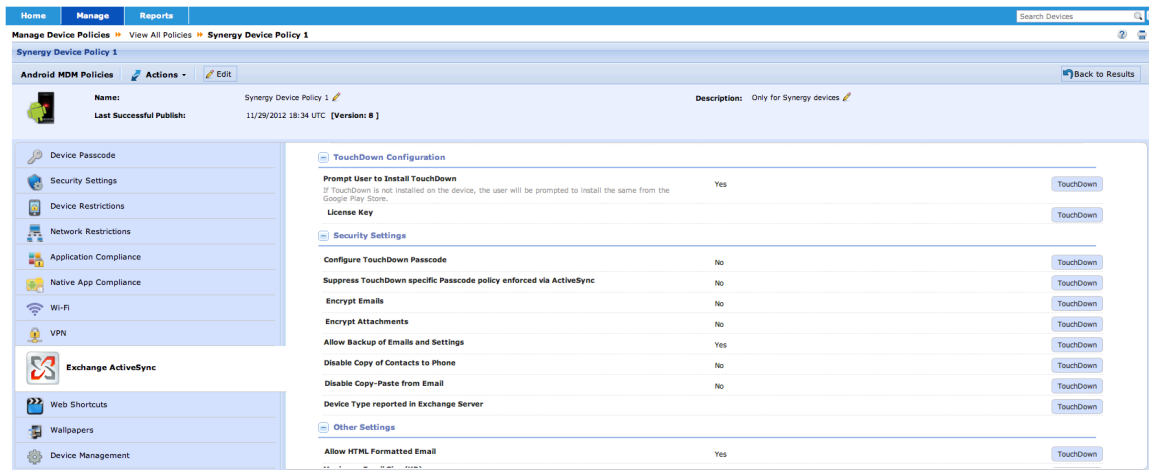 Home Manage Reports Search Devices
Manage Device Policies View All Policies Synergy Device Policy 1
Synergy Device Policy 1
Android MDM Policies Actions Edit Back to Results
Name: Synergy Device Policy 1 Description: Only for Synergy devices
Last Successful Publish: 11/29/2012 18:34 UTC [Version: 8 ]
Device Passcode
Security Settings
Device Restrictions
Network Restrictions
Application Compliance
Native App Compliance
Wi-Fi
VPN
Exchange ActiveSync
Web Shortcuts
Wallpapers
Device Management
TouchDown Configuration
Prompt User to Install TouchDown Yes TouchDown
If TouchDown is not installed on the device, the user will be prompted to install the same from the
Google Play Store.
License Key TouchDown
Security Settings
Configure TouchDown Passcode No TouchDown
Suppress TouchDown specific Passcode policy enforced via ActiveSync No TouchDown
Encrypt Emails No TouchDown
Encrypt Attachments No TouchDown
Allow Backup of Emails and Settings Yes TouchDown
Disable Copy of Contacts to Phone No TouchDown
Disable Copy-Paste from Email No TouchDown
Device Type reported in Exchange Server TouchDown
Other Settings
Allow HTML Formatted Email Yes TouchDown